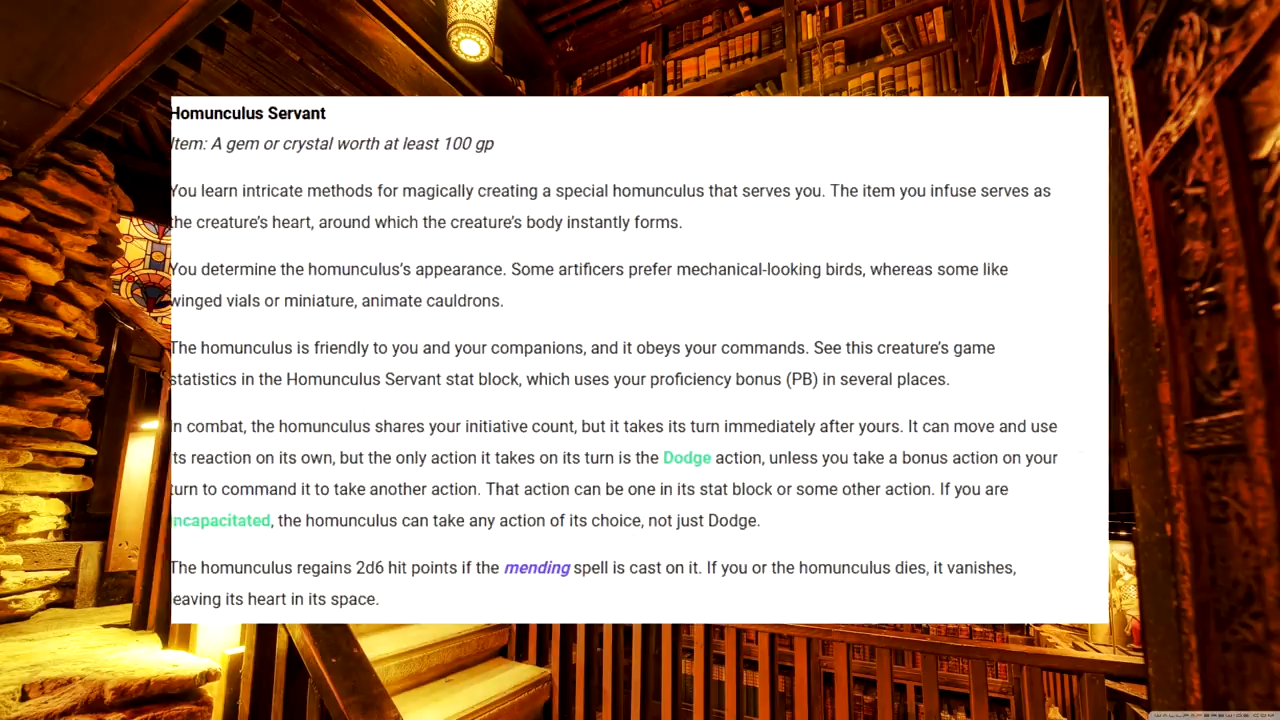 Homunculus Servant
Item: A gem or crystal worth at least 100 gp
You learn intricate methods for magically creating a special homunculus that serves you. The item you infuse serves as
the creature's heart, around which the creature's body instantly forms.
You determine the homunculus's appearance. Some artificers prefer mechanical-looking birds, whereas some like
winged vials or miniature, animate cauldrons.
The homunculus is friendly to you and your companions, and it obeys your commands. See this creature's game
statistics in the Homunculus Servant stat block, which uses your proficiency bonus (PB) in several places.
In combat, the homunculus shares your initiative count, but it takes its turn immediately after yours. It can move and use
its reaction on its own, but the only action it takes on its turn is the Dodge action, unless you take a bonus action on your
turn to command it to take another action. That action can be one in its stat block or some other action. If you are
incapacitated, the homunculus can take any action of its choice, not just Dodge.
The homunculus regains 2d6 hit points if the mending spell is cast on it. If you or the homunculus dies, it vanishes,
leaving its heart in its space.
WALLPAPERSWIDE.COM